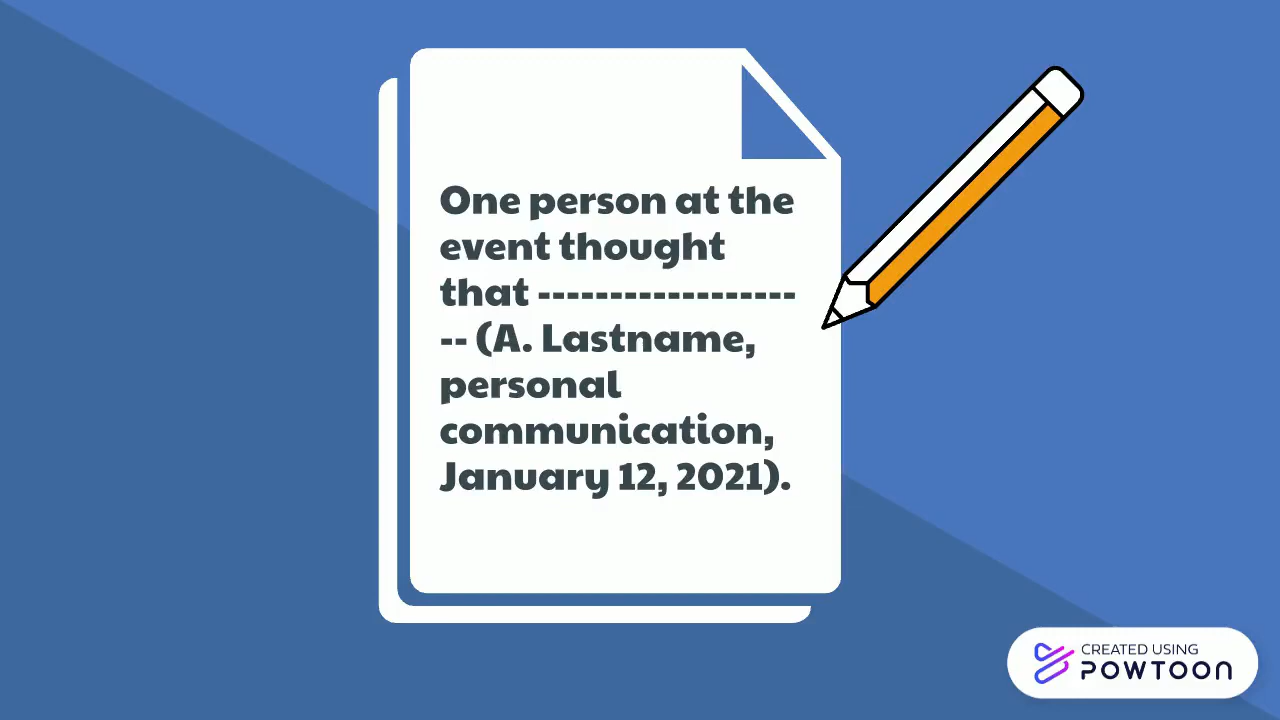 One person at the
event thought
that ------------------
-- (A. Lastname,
personal
communication,
January 12, 2021).
CREATED USING
POWTOON